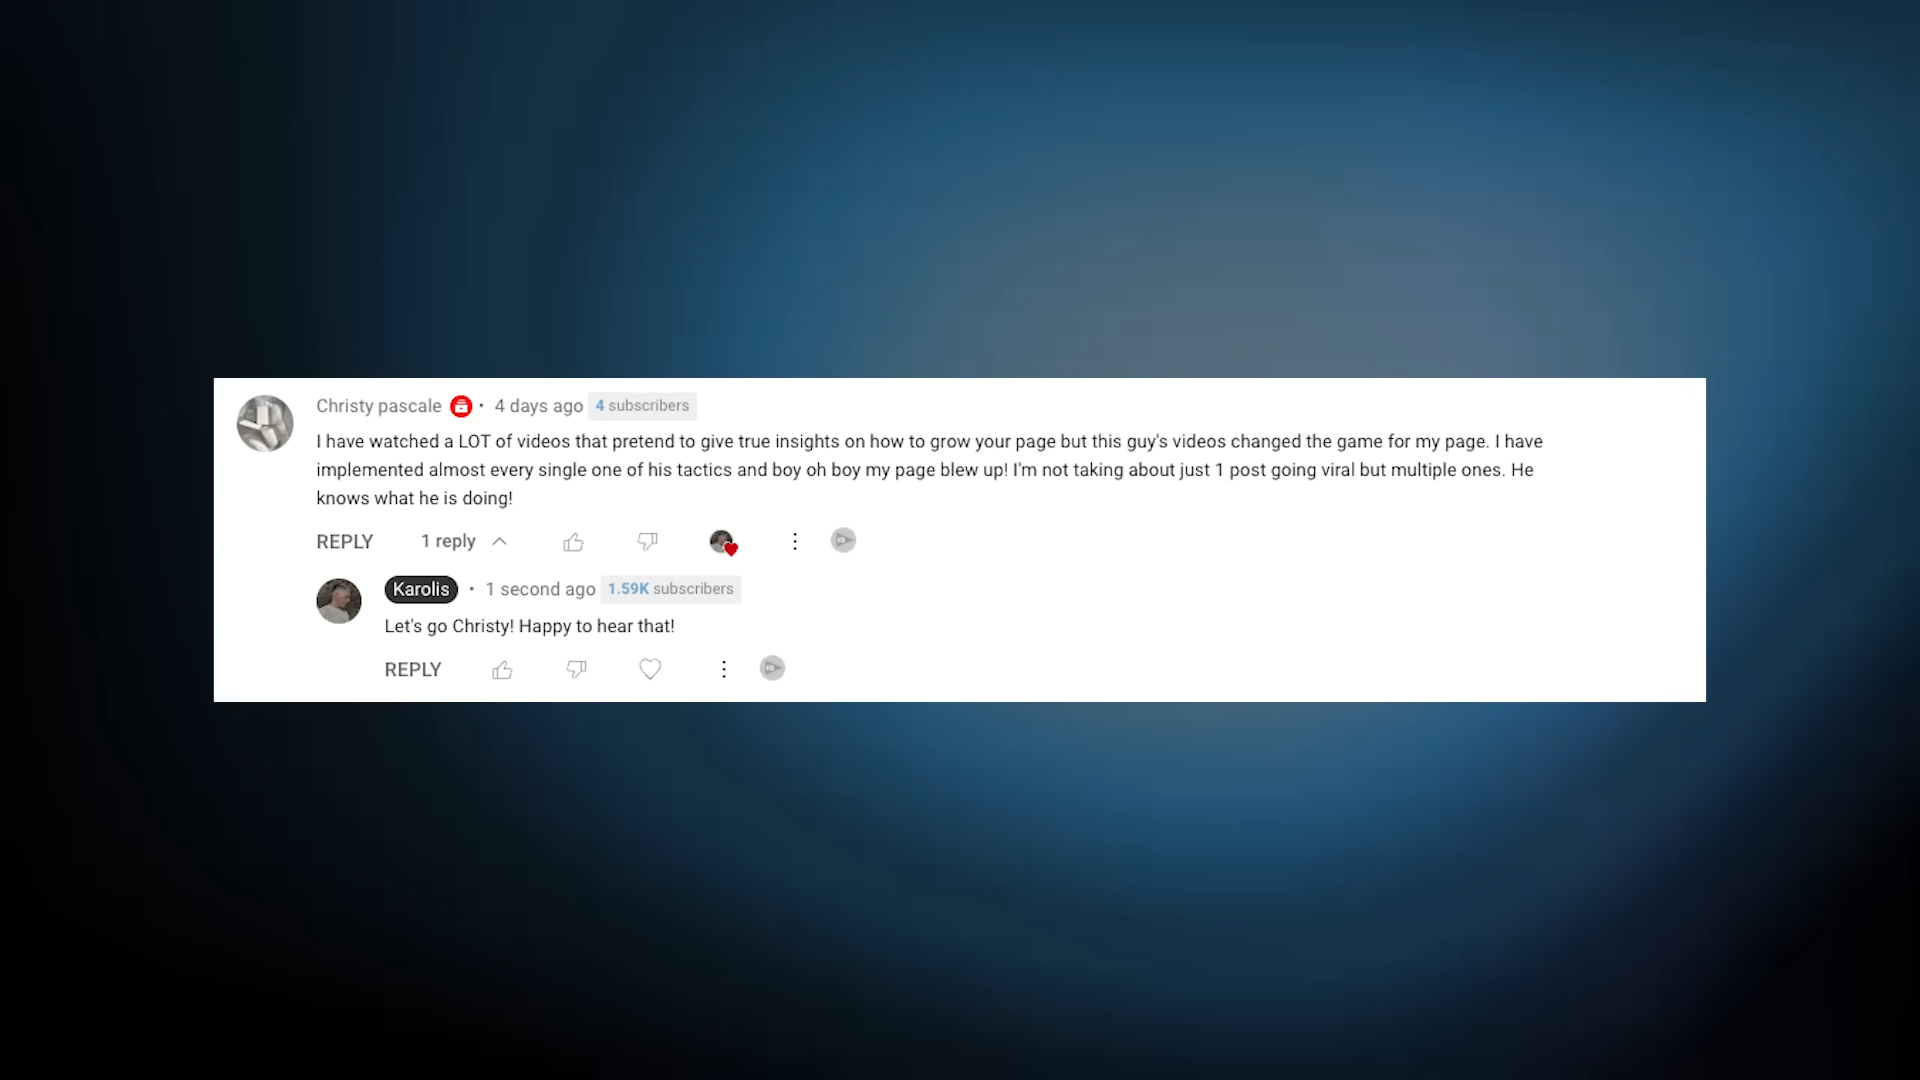 Christy pascale • 4 days ago 4 subscribers
I have watched a LOT of videos that pretend to give true insights on how to grow your page but this guy's videos changed the game for my page. I have
implemented almost every single one of his tactics and boy oh boy my page blew up! I'm not taking about just 1 post going viral but multiple ones. He
knows what he is doing!
REPLY 1 reply
Karolis • 1 second ago 1.59K subscribers
Let's go Christy! Happy to hear that!
REPLY